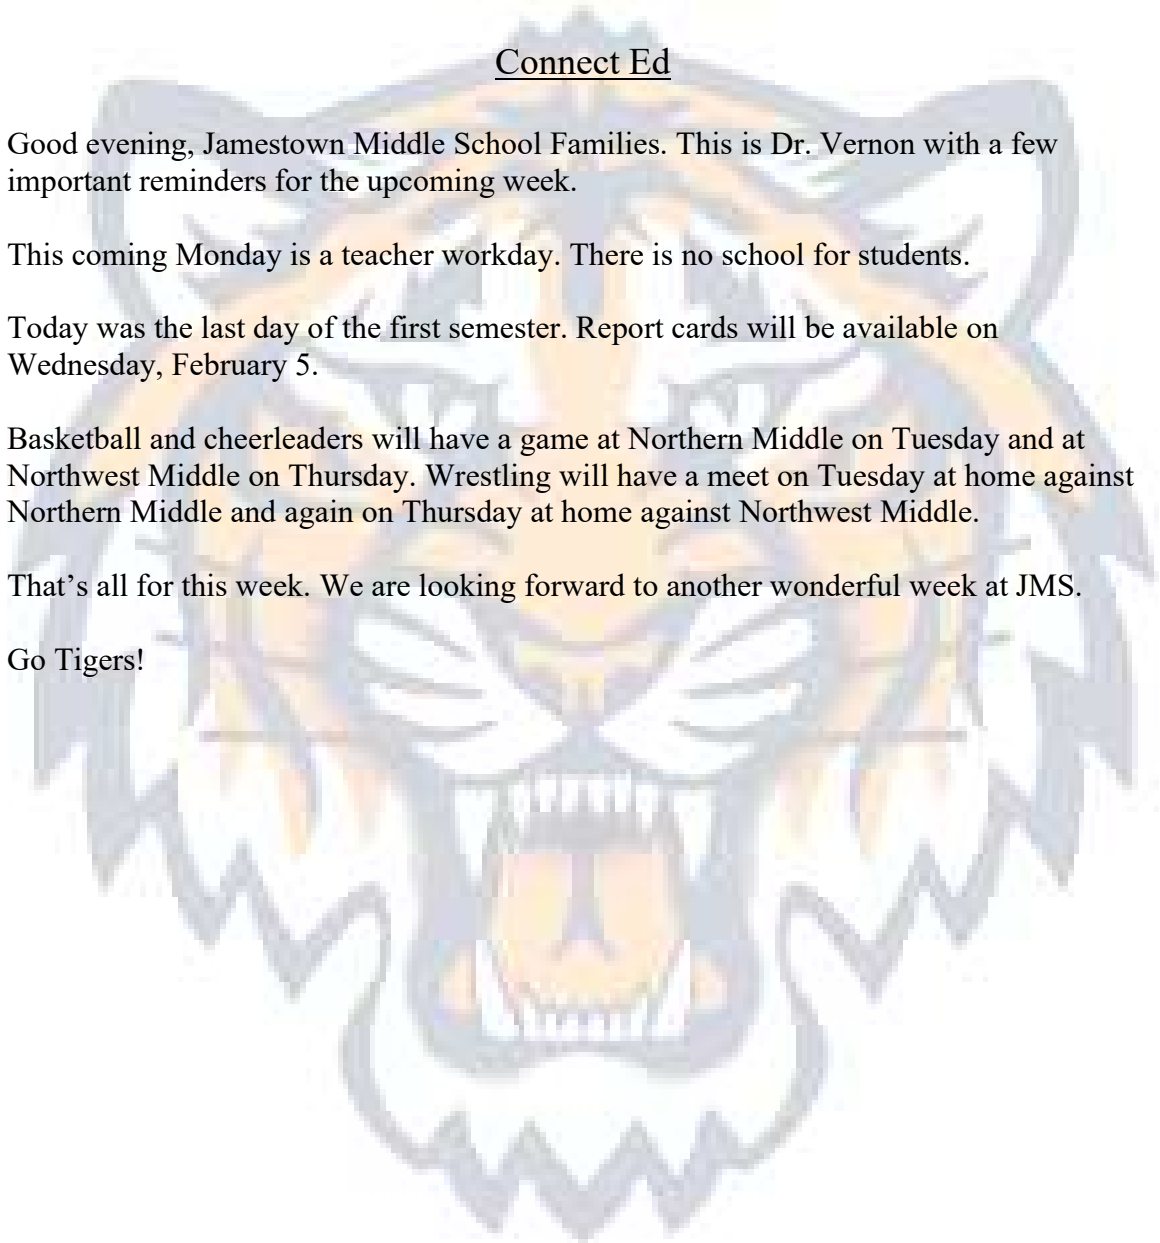 Connect Ed
Good evening, Jamestown Middle School Families. This is Dr. Vernon with a few
important reminders for the upcoming week.
This coming Monday is a teacher workday. There is no school for students.
Today was the last day of the first semester. Report cards will be available on
Wednesday, February 5.
Basketball and cheerleaders will have a game at Northern Middle on Tuesday and at
Northwest Middle on Thursday. Wrestling will have a meet on Tuesday at home against
Northern Middle and again on Thursday at home against Northwest Middle.
That’s all for this week. We are looking forward to another wonderful week at JMS.
Go Tigers!